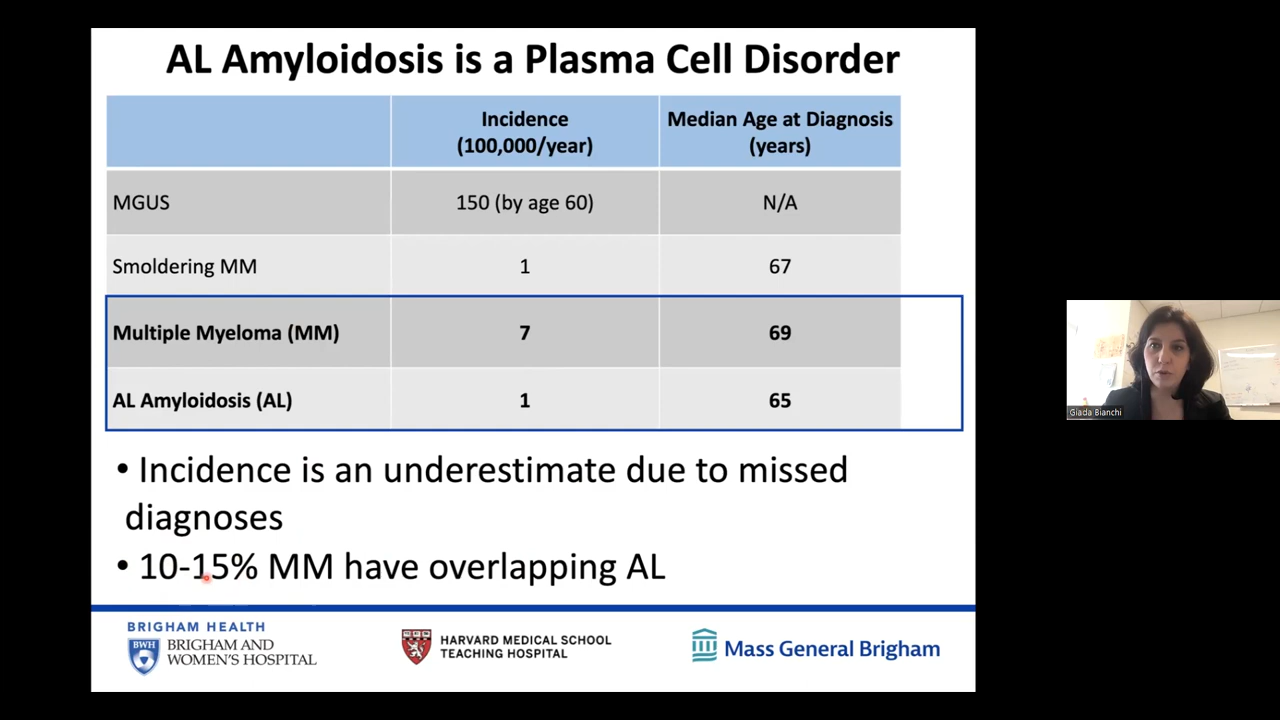 AL Amyloidosis is a Plasma Cell Disorder
Incidence
(100,000/year)
Median Age at Diagnosis
(years)
MGUS
150 (by age 60)
N/A
Smoldering MM
1
67
Multiple Myeloma (MM)
7
69
AL Amyloidosis (AL)
1
65
• Incidence is an underestimate due to missed
diagnoses
• 10-15% MM have overlapping AL
BRIGHAM HEALTH
BWH
BRIGHAM AND
WOMEN'S HOSPITAL
HARVARD MEDICAL SCHOOL
TEACHING HOSPITAL
Mass General Brigham
Giada Bianchi